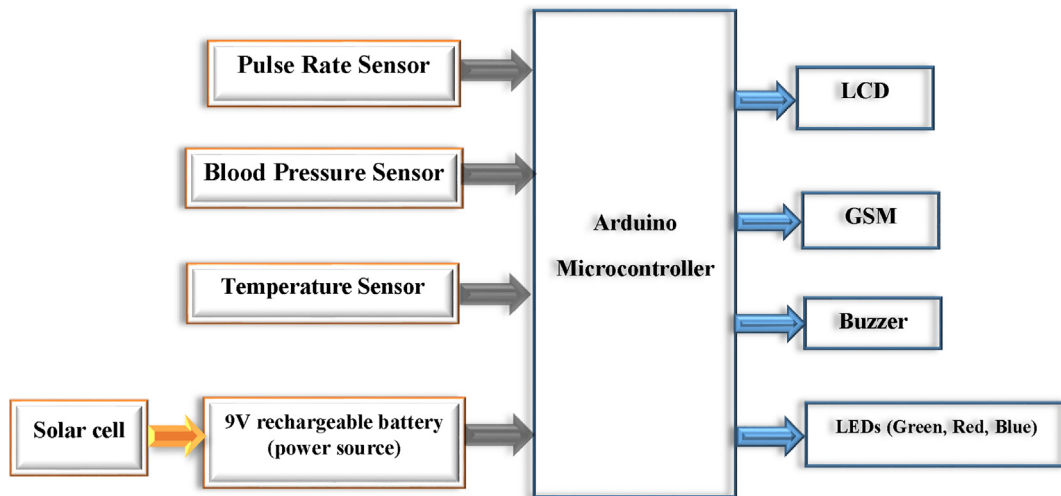 Pulse Rate Sensor
LCD
Blood Pressure Sensor
GSM
Arduino
Microcontroller
Temperature Sensor
Buzzer
Solar cell
9V rechargeable battery
(power source)
LEDs (Green, Red, Blue)